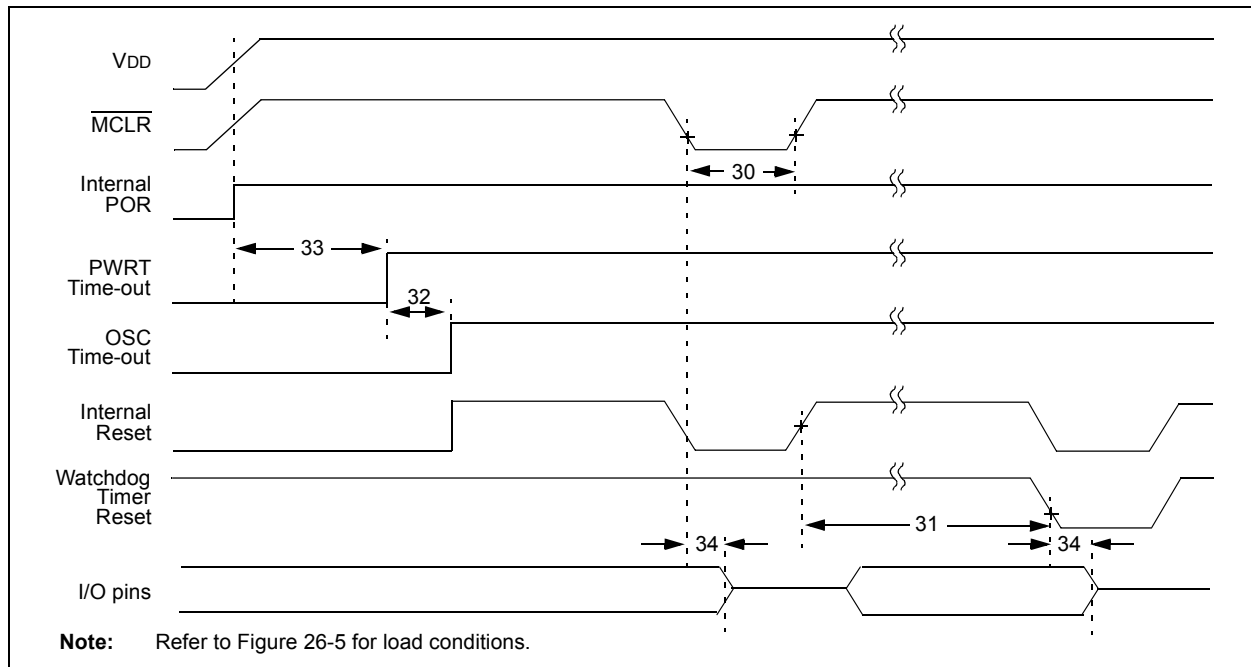 VDD
MCLR
30
Internal
POR
33
PWRT
Time-out
32
OSC
Time-out
Internal
Reset
Watchdog
Timer
Reset
31
34
34
I/O pins
Note: Refer to Figure 26-5 for load conditions.